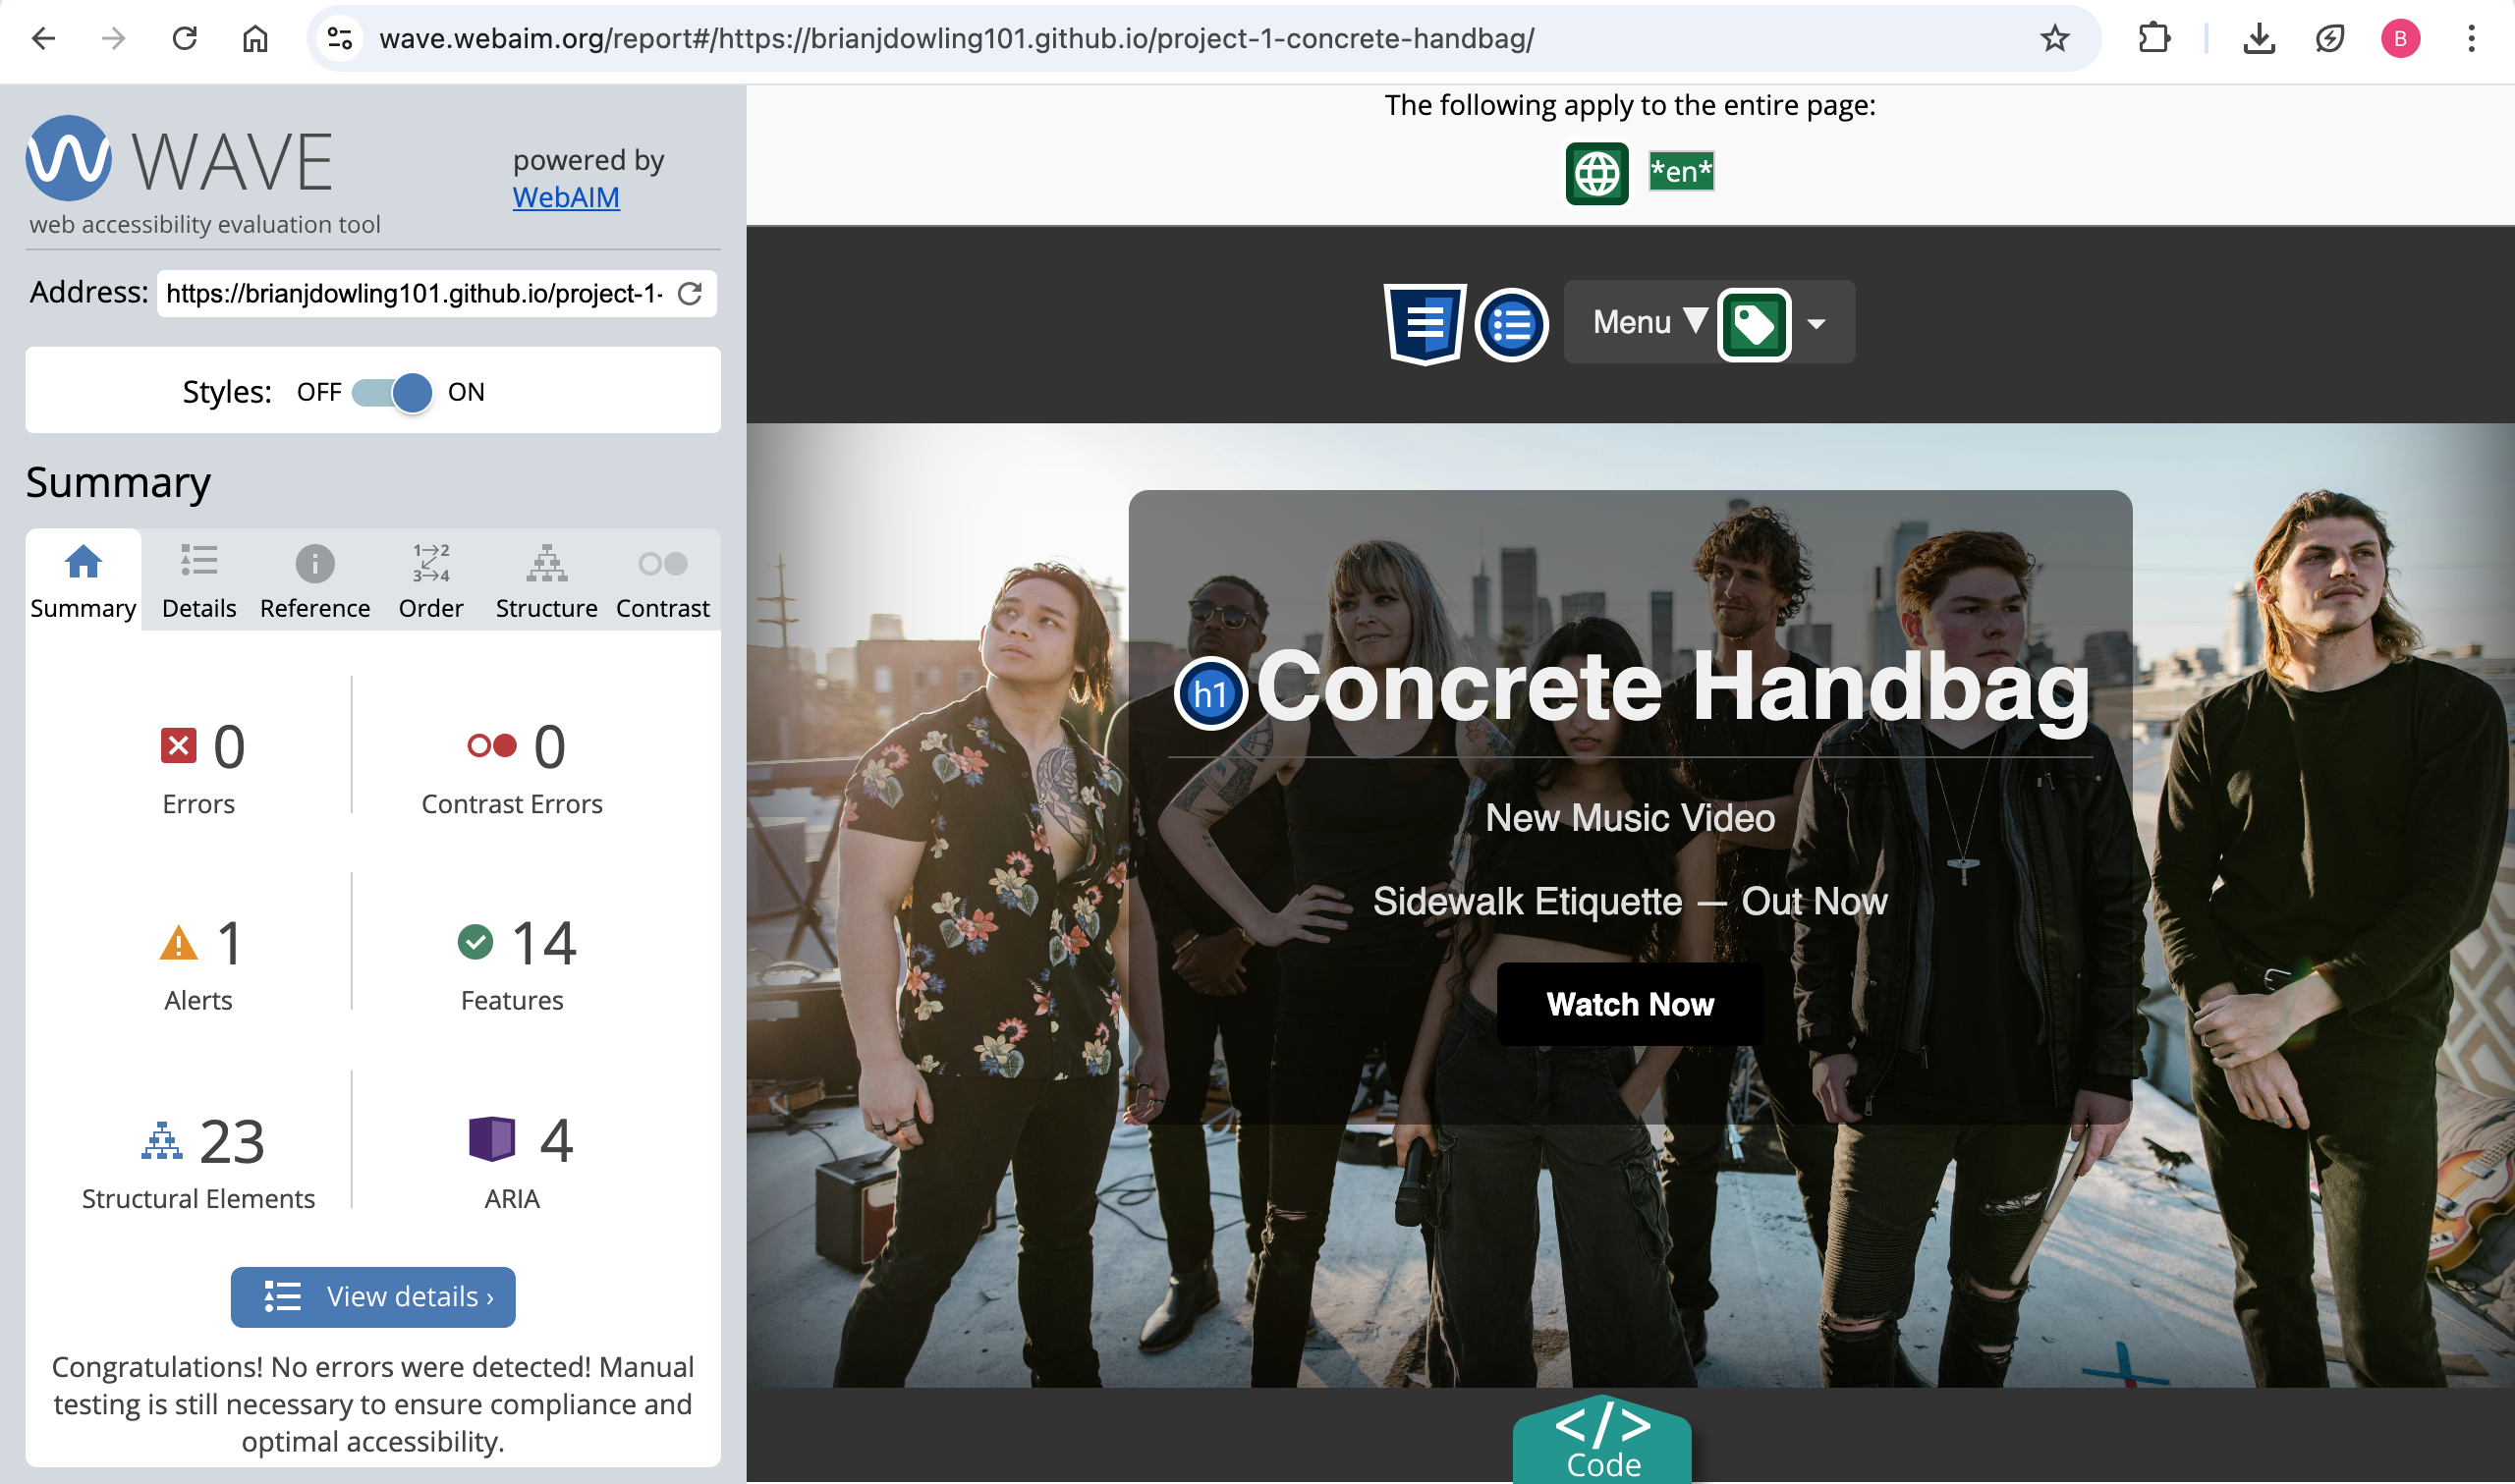 wave.webaim.org/report#/https://brianjdowling101.github.io/project-1-concrete-handbag/
B
WAVE
powered by
WebAIM
web accessibility evaluation tool
Address: https://brianjdowling101.github.io/project-1-
Styles: OFF ON
Summary
1→2
3→4
Summary Details Reference Order Structure Contrast
0 0
Errors Contrast Errors
1 14
Alerts Features
23 4
Structural Elements ARIA
View details ›
Congratulations! No errors were detected! Manual
testing is still necessary to ensure compliance and
optimal accessibility.
The following apply to the entire page:
*en*
Menu ▼
h1 Concrete Handbag
New Music Video
Sidewalk Etiquette — Out Now
Watch Now
</>
Code